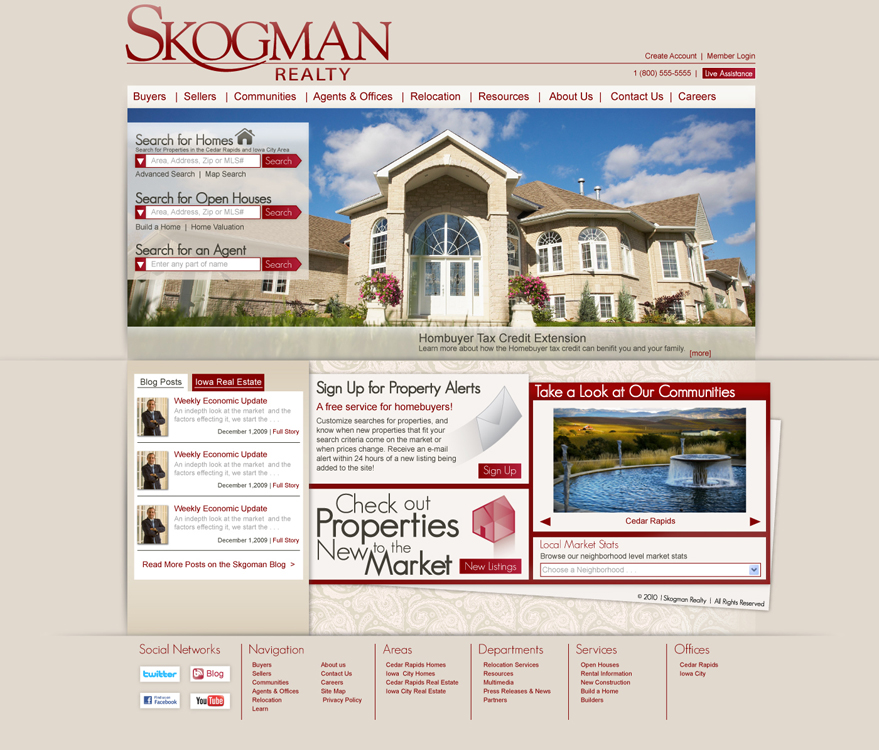 SKOGMAN
REALTY
Create Account | Member Login
1 (800) 555-5555 | Live Assistance
Buyers | Sellers | Communities | Agents & Offices | Relocation | Resources | About Us | Contact Us | Careers
Search for Homes
Search for Properties in the Cedar Rapids and Iowa City Area
Area, Address, Zip or MLS# Search
Advanced Search | Map Search
Search for Open Houses
Area, Address, Zip or MLS# Search
Build a Home | Home Valuation
Search for an Agent
Enter any part of name Search
Hombuyer Tax Credit Extension
Learn more about how the Homebuyer tax credit can benifit you and your family. [more]
Blog Posts Iowa Real Estate
Weekly Economic Update
An indepth look at the market and the
factors effecting it, we start the . . .
December 1,2009 | Full Story
Weekly Economic Update
An indepth look at the market and the
factors effecting it, we start the . . .
December 1,2009 | Full Story
Weekly Economic Update
An indepth look at the market and the
factors effecting it, we start the . . .
December 1,2009 | Full Story
Read More Posts on the Skgoman Blog >
Sign Up for Property Alerts
A free service for homebuyers!
Customize searches for properties, and
know when new properties that fit your
search criteria come on the market or
when prices change. Receive an e-mail
alert within 24 hours of a new listing being
added to the site!
Sign Up
Check out
Properties
New to the
Market
New Listings
Take a Look at Our Communities
Cedar Rapids
Local Market Stats
Browse our neighborhood level market stats
Choose a Neighborhood . . .
© 2010 | Skogman Realty | All Rights Reserved
Social Networks
twitter Blog
Find us on
Facebook
YouTube
Navigation
Buyers
Sellers
Communities
Agents & Offices
Relocation
Learn
About us
Contact Us
Careers
Site Map
Privacy Policy
Areas
Cedar Rapids Homes
Iowa City Homes
Cedar Rapids Real Estate
Iowa City Real Estate
Departments
Relocation Services
Resources
Multimedia
Press Releases & News
Partners
Services
Open Houses
Rental Information
New Construction
Build a Home
Builders
Offices
Cedar Rapids
Iowa City